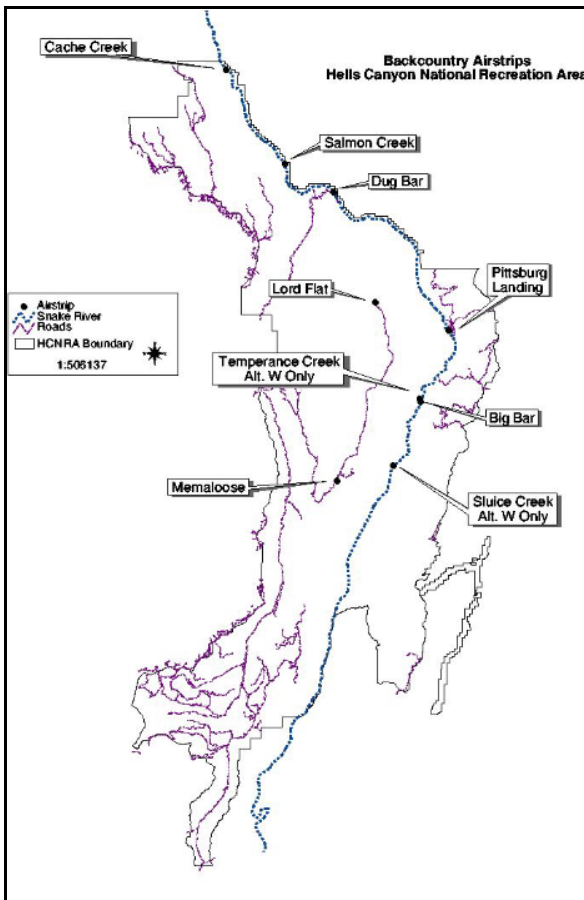 Backcountry Airstrips
Hells Canyon National Recreation Area
Cache Creek
Salmon Creek
Dug Bar
Lord Flat
Pittsburg
Landing
Airstrip
Snake River
Roads
HCNRA Boundary
1:506137
Temperance Creek
Alt. W Only
Big Bar
Memaloose
Sluice Creek
Alt. W Only